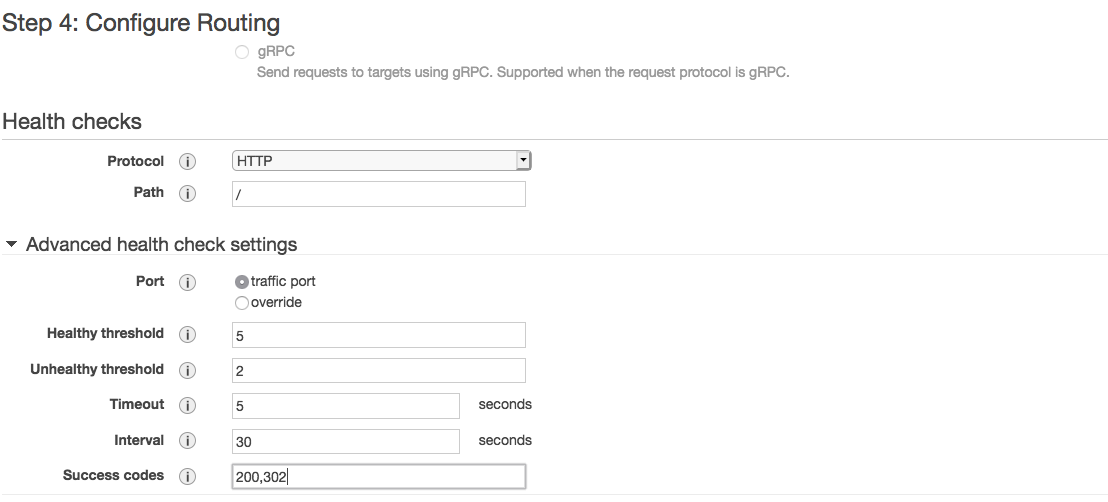 Step 4: Configure Routing
gRPC
Send requests to targets using gRPC. Supported when the request protocol is gRPC.
Health checks
Protocol i HTTP
Path i /
Advanced health check settings
Port i traffic port
override
Healthy threshold i 5
Unhealthy threshold i 2
Timeout i 5 seconds
Interval i 30 seconds
Success codes i 200,302